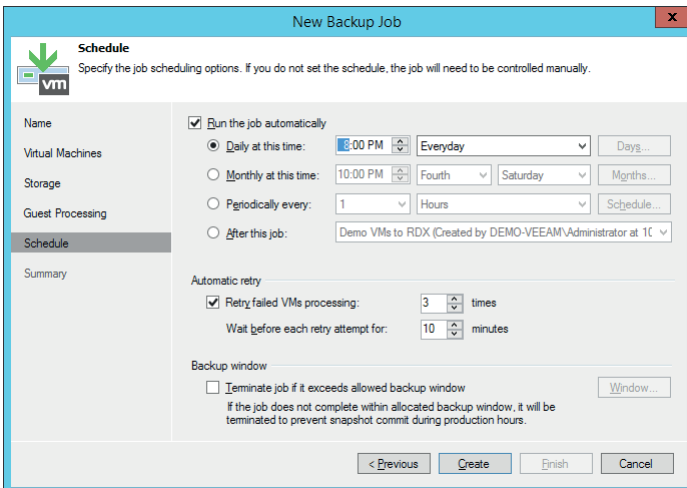 New Backup Job
x
Schedule
Specify the job scheduling options. If you do not set the schedule, the job will need to be controlled manually.
vm
Name
Virtual Machines
Storage
Guest Processing
Schedule
Summary
Run the job automatically
Daily at this time: 8:00 PM Everyday Days...
Monthly at this time: 10:00 PM Fourth Saturday Months...
Periodically every: 1 Hours Schedule...
After this job: Demo VMs to RDX (Created by DEMO-VEEAM\Administrator at 10
Automatic retry
Retry failed VMs processing: 3 times
Wait before each retry attempt for: 10 minutes
Backup window
Terminate job if it exceeds allowed backup window Window...
If the job does not complete within allocated backup window, it will be
terminated to prevent snapshot commit during production hours.
< Previous Create Finish Cancel